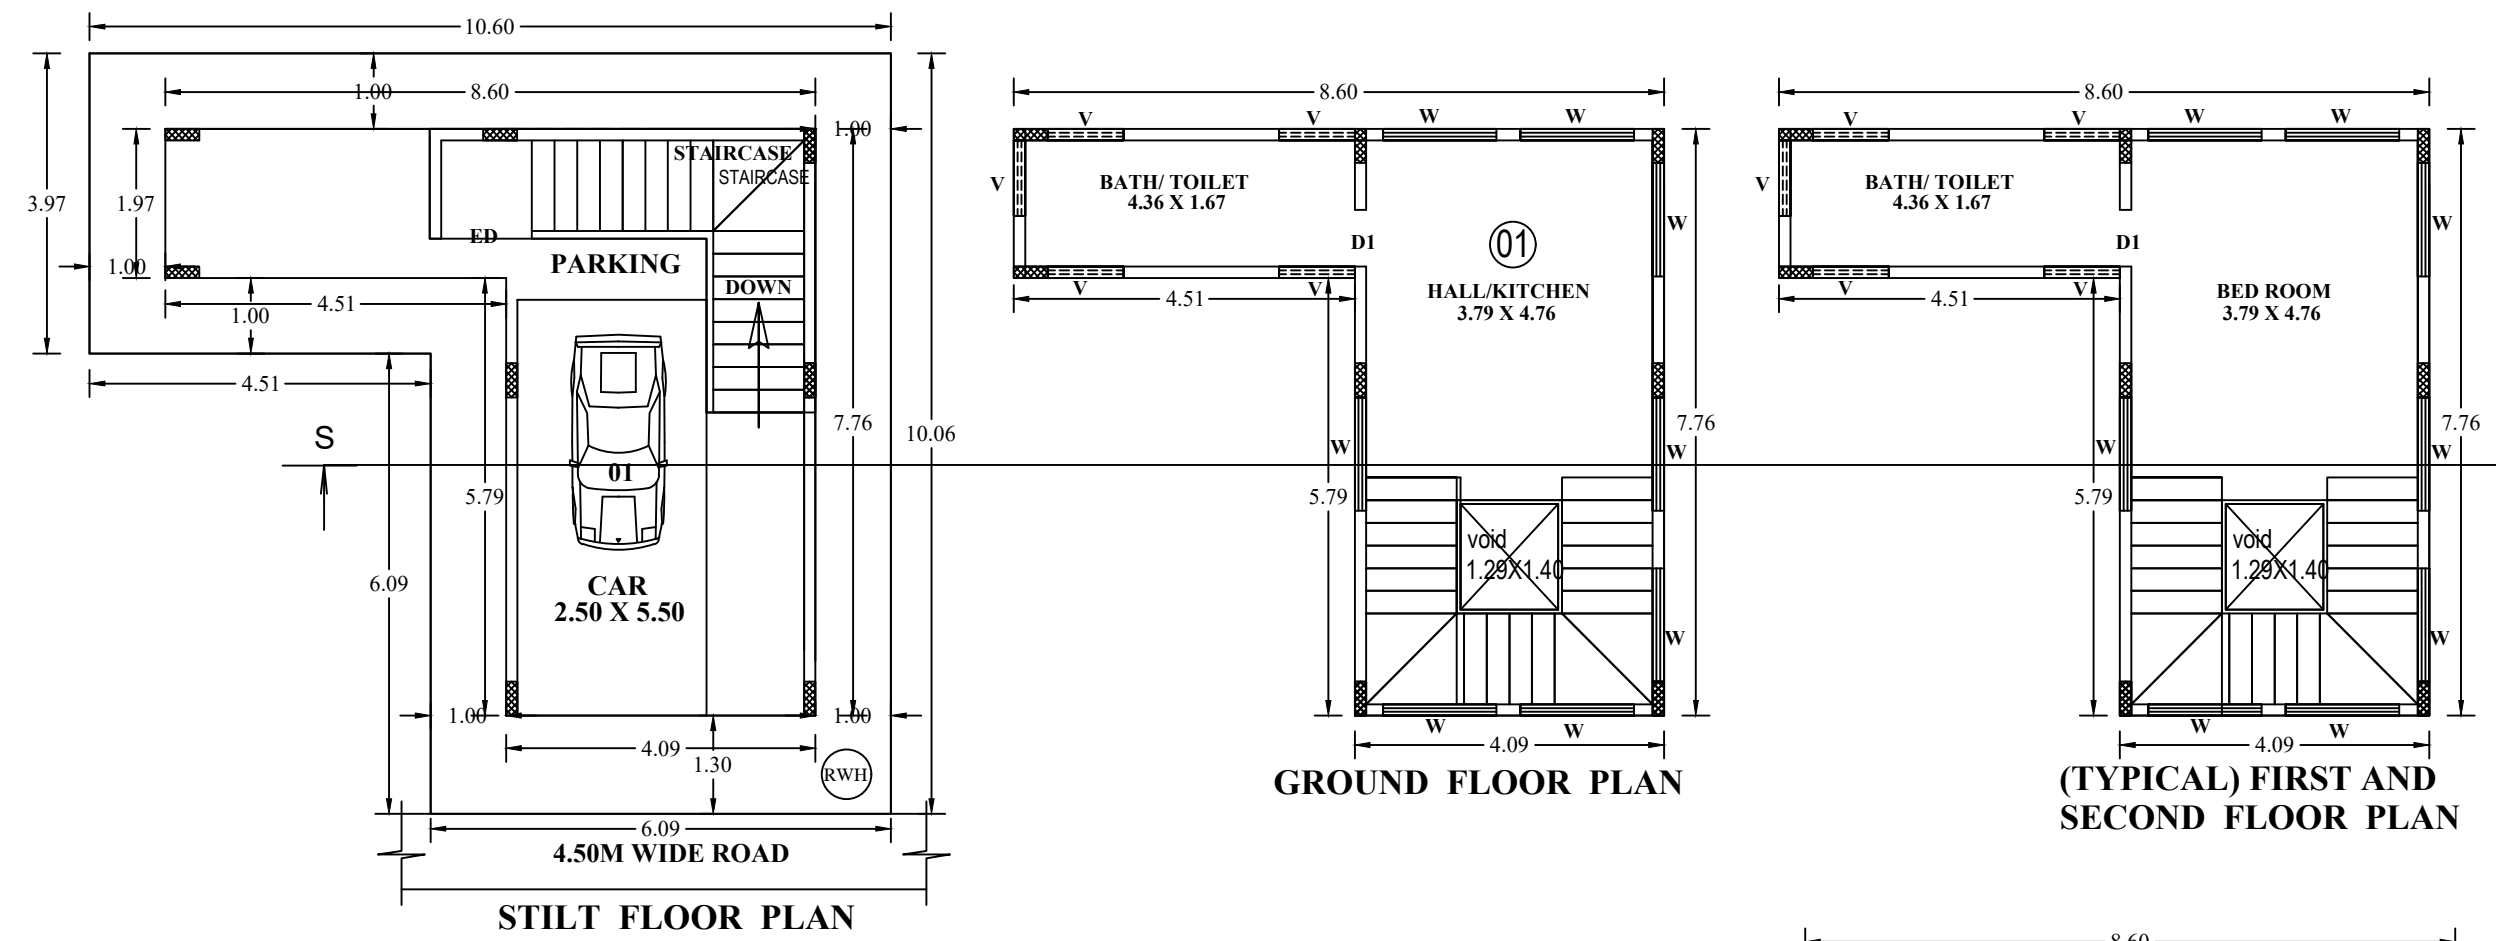 10.60
1.00
8.60
1.00
3.97
1.97
STAIRCASE
STAIRCASE
ED
PARKING
1.00
DOWN
4.51
1.00
4.51
7.76
10.06
S
01
5.79
6.09
CAR
2.50 X 5.50
1.00
1.00
4.09
1.30
RWH
6.09
4.50M WIDE ROAD
STILT FLOOR PLAN
8.60
V
V
W
W
V
BATH/ TOILET
4.36 X 1.67
W
01
D1
V
V
4.51
HALL/KITCHEN
3.79 X 4.76
7.76
W
W
5.79
void
1.29X1.40
W
W
W
4.09
GROUND FLOOR PLAN
8.60
V
V
W
W
V
BATH/ TOILET
4.36 X 1.67
W
D1
V
V
4.51
BED ROOM
3.79 X 4.76
7.76
W
W
5.79
void
1.29X1.40
W
W
W
4.09
(TYPICAL) FIRST AND
SECOND FLOOR PLAN
8.60